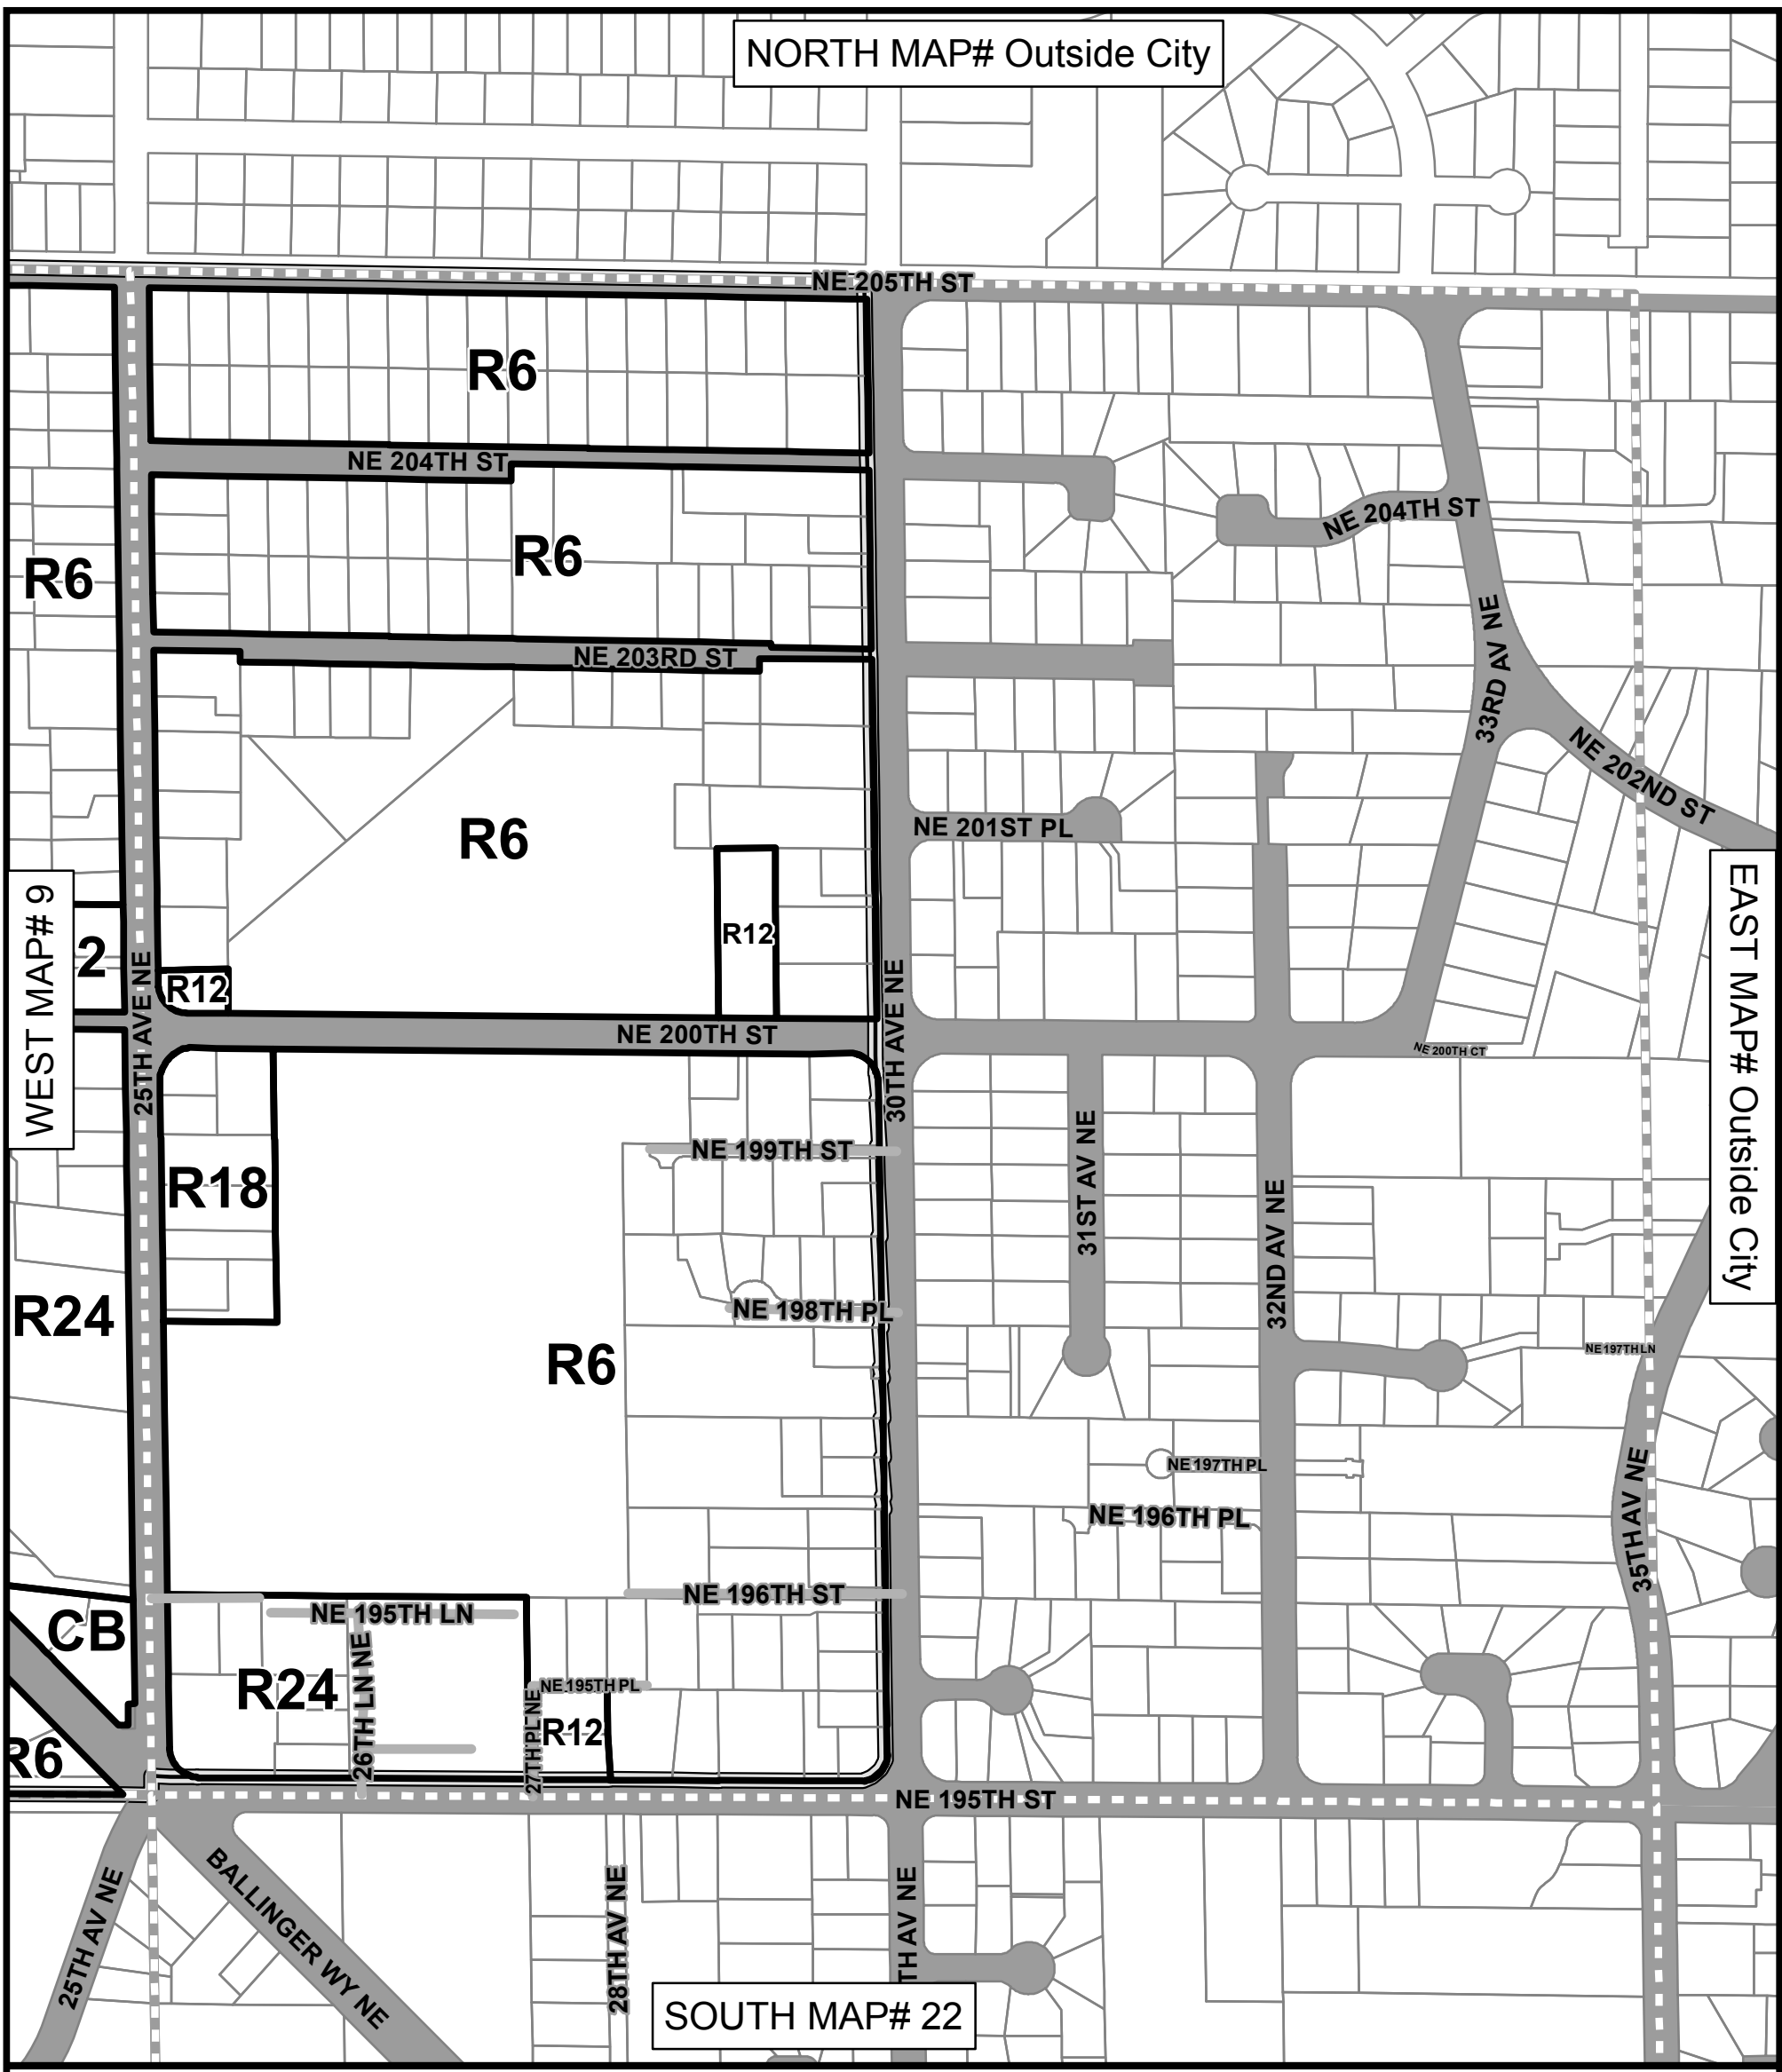 NORTH MAP# Outside City
NE 205TH ST
R6
NE 204TH ST
NE 204TH ST
R6
R6
33RD AV NE
NE 203RD ST
NE 202ND ST
R6
NE 201ST PL
WEST MAP# 9
EAST MAP# Outside City
2
R12
R12
25TH AVE NE
30TH AVE NE
NE 200TH ST
NE 200TH CT
NE 199TH ST
31ST AV NE
R18
32ND AV NE
R24
NE 198TH PL
NE 197TH LN
R6
NE 197TH PL
NE 196TH PL
35TH AV NE
NE 196TH ST
CB
NE 195TH LN
R24
26TH LN NE
NE 195TH PL
27TH PL NE
R12
R6
NE 195TH ST
25TH AV NE
BALLINGER WY NE
28TH AV NE
TH AV NE
SOUTH MAP# 22